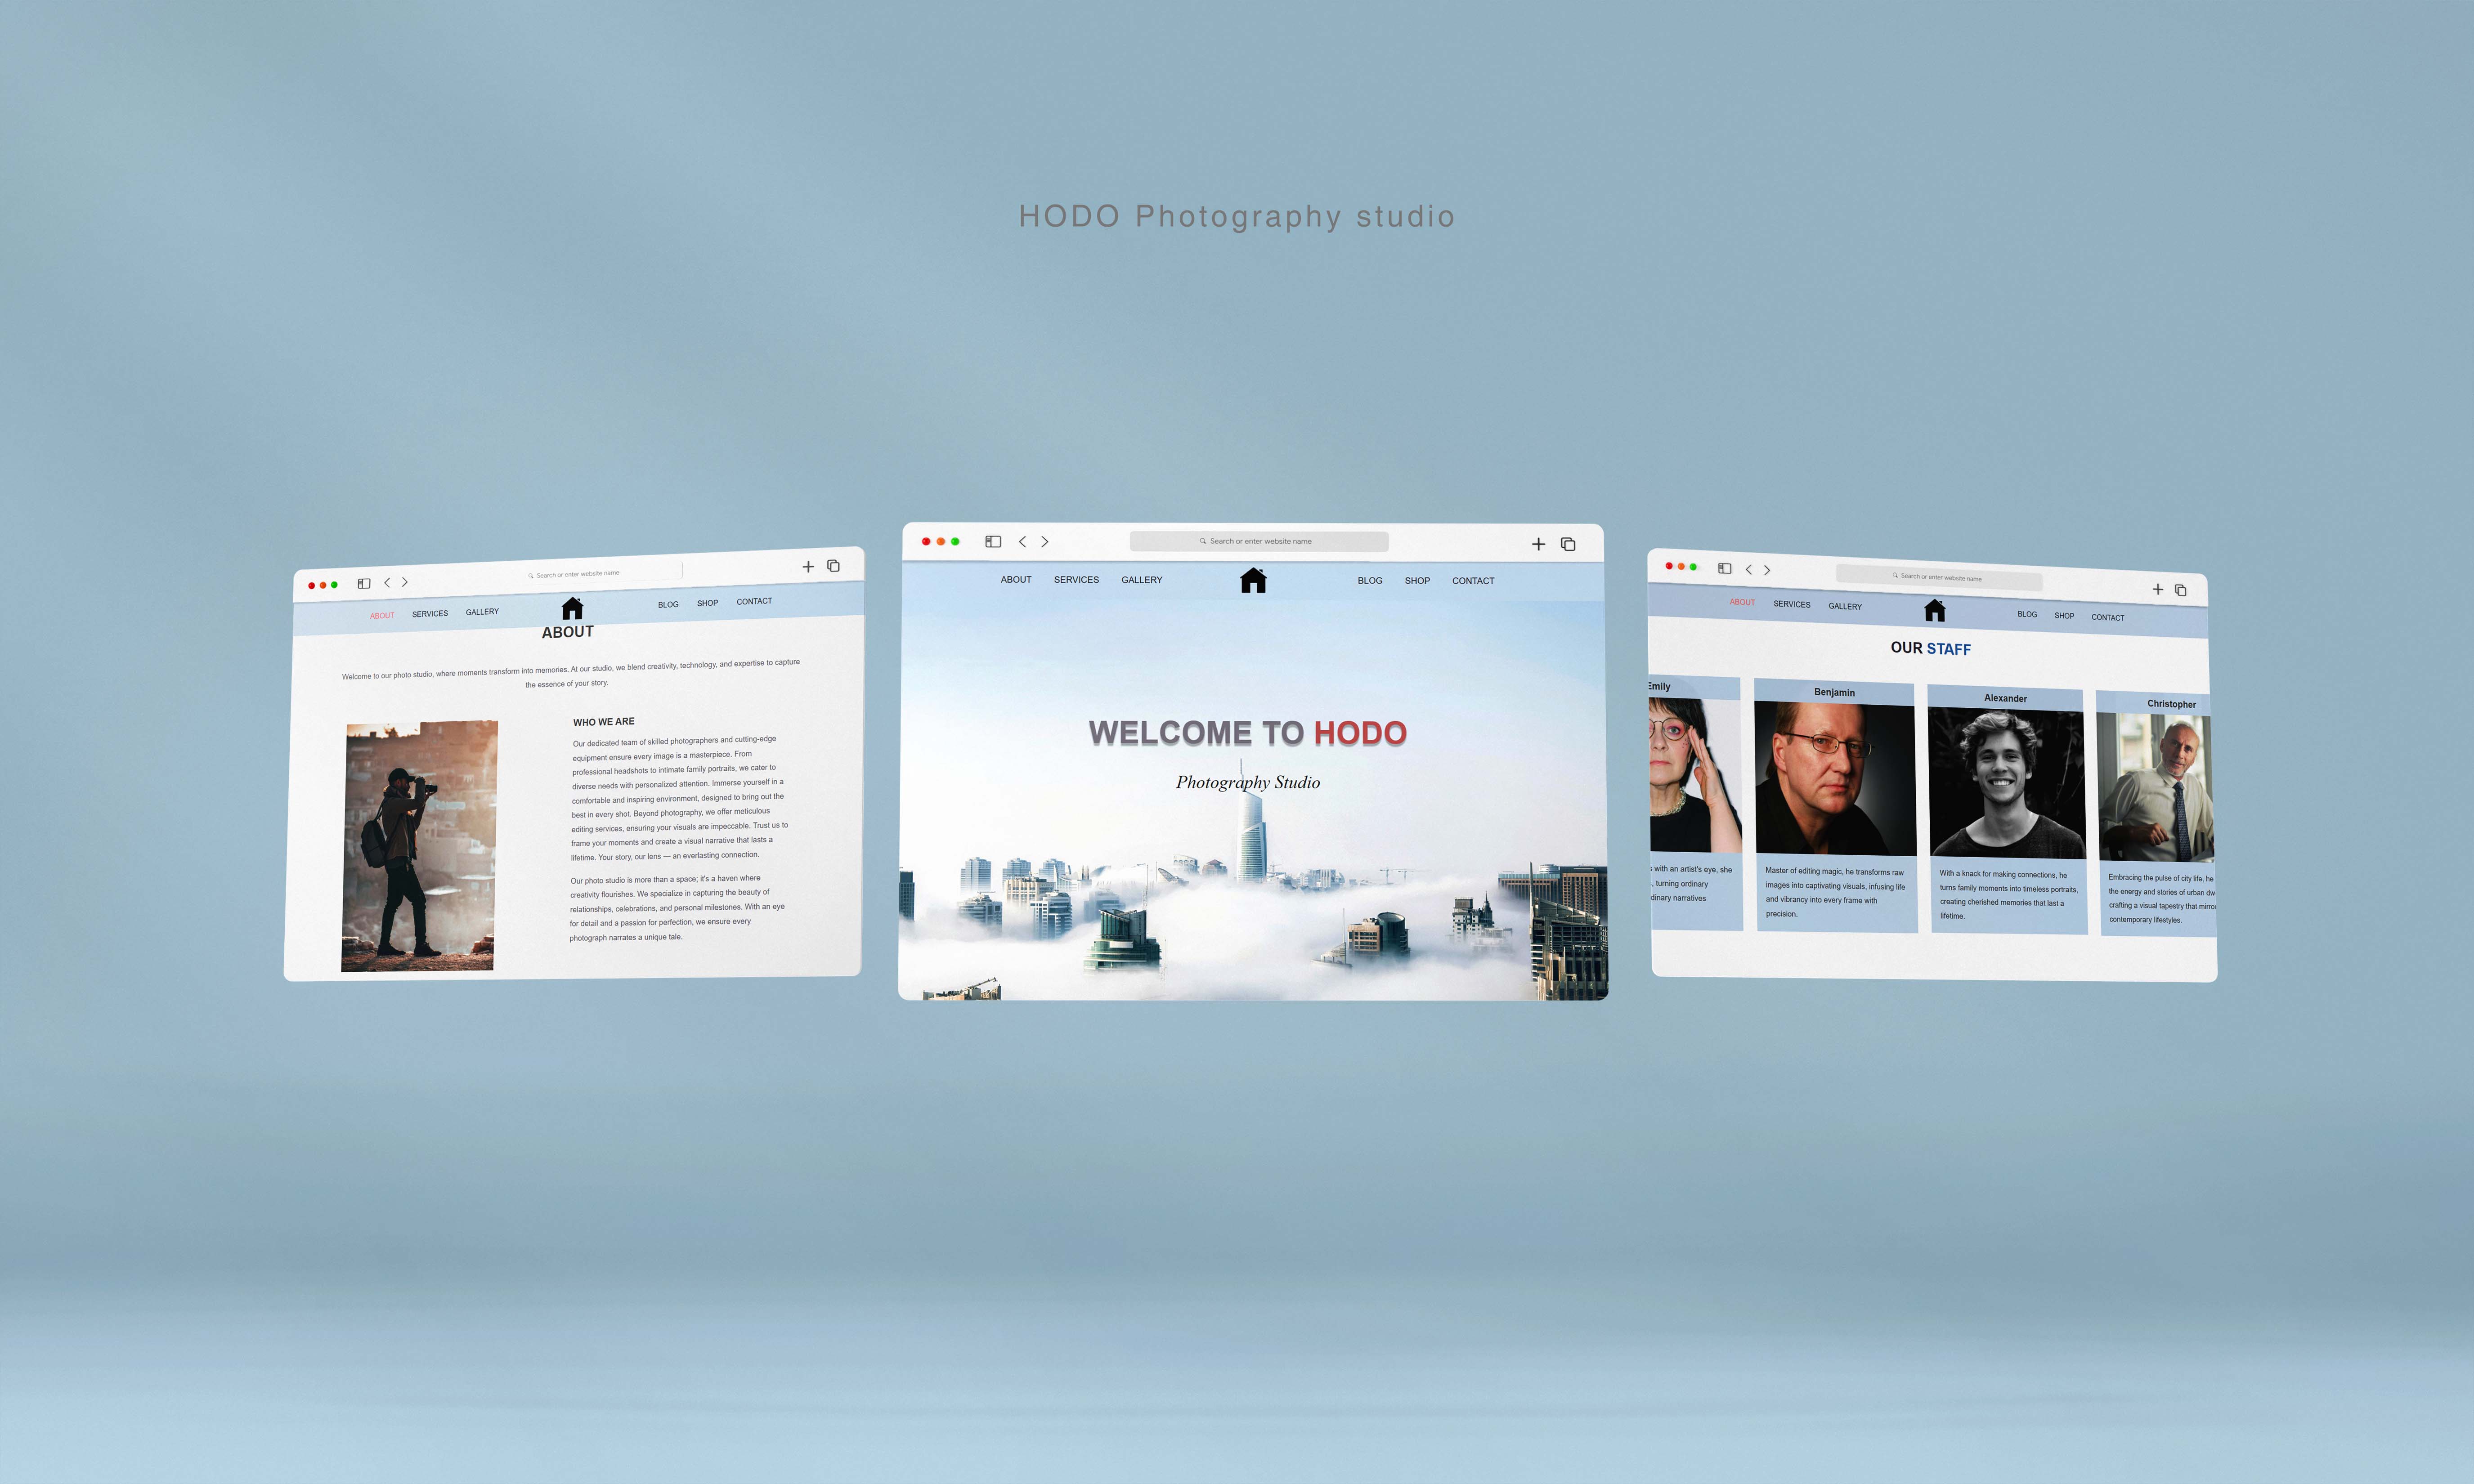 HODO Photography studio
Search or enter website name
ABOUT SERVICES GALLERY BLOG SHOP CONTACT
ABOUT
Welcome to our photo studio, where moments transform into memories. At our studio, we blend creativity, technology, and expertise to capture
the essence of your story.
WHO WE ARE
Our dedicated team of skilled photographers and cutting-edge
equipment ensure every image is a masterpiece. From
professional headshots to intimate family portraits, we cater to
diverse needs with personalized attention. Immerse yourself in a
comfortable and inspiring environment, designed to bring out the
best in every shot. Beyond photography, we offer meticulous
editing services, ensuring your visuals are impeccable. Trust us to
frame your moments and create a visual narrative that lasts a
lifetime. Your story, our lens — an everlasting connection.
Our photo studio is more than a space; it's a haven where
creativity flourishes. We specialize in capturing the beauty of
relationships, celebrations, and personal milestones. With an eye
for detail and a passion for perfection, we ensure every
photograph narrates a unique tale.
Search or enter website name
ABOUT SERVICES GALLERY BLOG SHOP CONTACT
WELCOME TO HODO
Photography Studio
Search or enter website name
ABOUT SERVICES GALLERY BLOG SHOP CONTACT
OUR STAFF
Emily
with an artist's eye, she
, turning ordinary
dinary narratives
Benjamin
Master of editing magic, he transforms raw
images into captivating visuals, infusing life
and vibrancy into every frame with
precision.
Alexander
With a knack for making connections, he
turns family moments into timeless portraits,
creating cherished memories that last a
lifetime.
Christopher
Embracing the pulse of city life, he
the energy and stories of urban dw
crafting a visual tapestry that mirro
contemporary lifestyles.